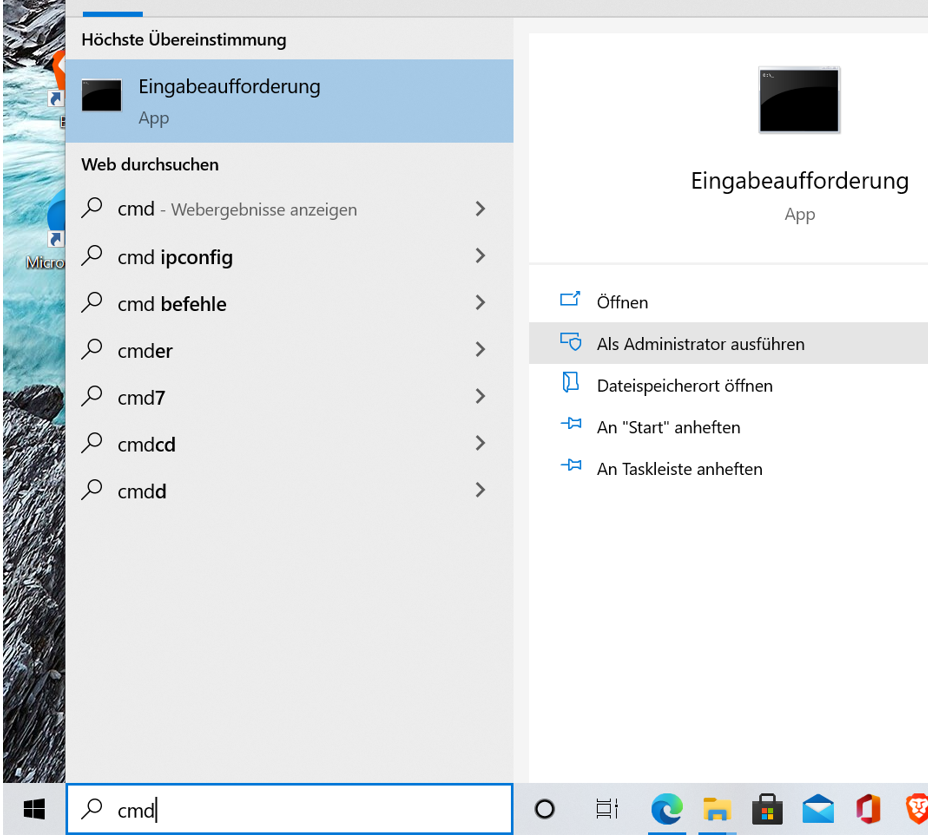 Höchste Übereinstimmung
Eingabeaufforderung
App
Web durchsuchen
cmd - Webergebnisse anzeigen
cmd ipconfig
cmd befehle
cmder
cmd7
cmdcd
cmdd
Eingabeaufforderung
App
Öffnen
Als Administrator ausführen
Dateispeicherort öffnen
An "Start" anheften
An Taskleiste anheften
Micro
cmd